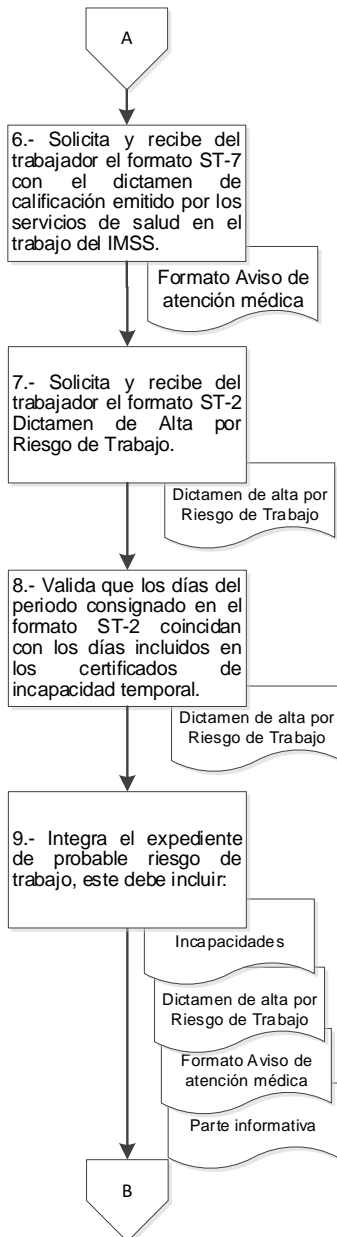 A
6.- Solicita y recibe del
trabajador el formato ST-7
con el dictamen de
calificación emitido por los
servicios de salud en el
trabajo del IMSS.
Formato Aviso de
atención médica
7.- Solicita y recibe del
trabajador el formato ST-2
Dictamen de Alta por
Riesgo de Trabajo.
Dictamen de alta por
Riesgo de Trabajo
8.- Valida que los días del
periodo consignado en el
formato ST-2 coincidan
con los días incluidos en
los certificados de
incapacidad temporal.
Dictamen de alta por
Riesgo de Trabajo
9.- Integra el expediente
de probable riesgo de
trabajo, este debe incluir:
Incapacidades
Dictamen de alta por
Riesgo de Trabajo
Formato Aviso de
atención médica
Parte informativa
B